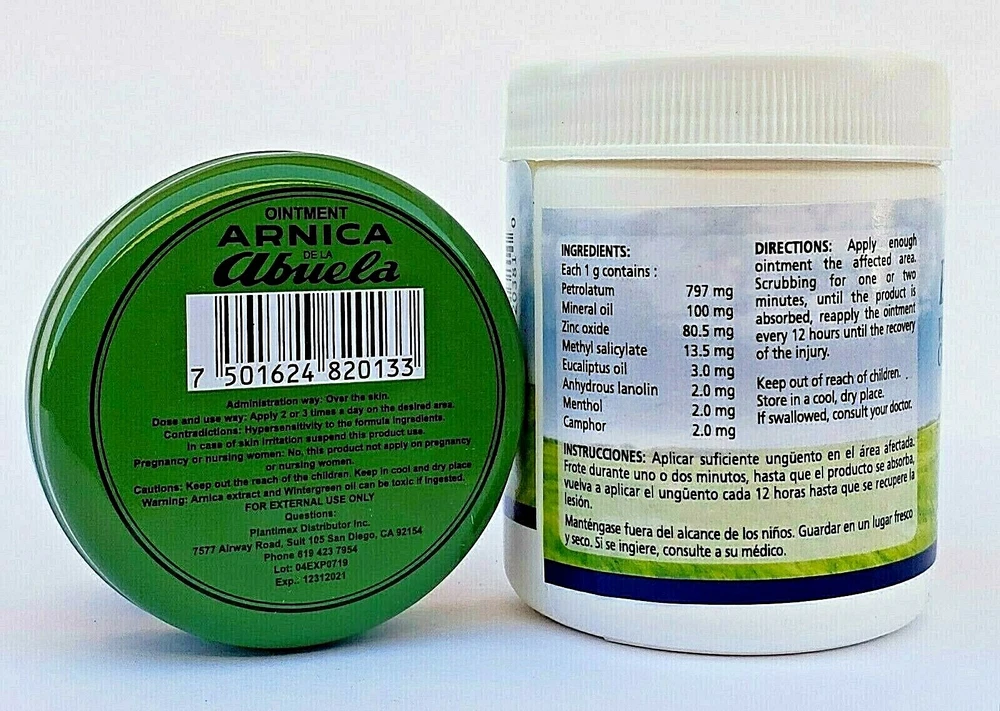 OINTMENT
ARNICA
DE LA
Abuela
7 501624 820133
Administration way: Over the skin.
Dose and use way: Apply 2 or 3 times a day on the desired area.
Contradictions: Hypersensitivity to the formula ingredients.
In case of skin irritation suspend this product use.
Pregnancy or nursing women: No, this product not apply on pregnancy
or nursing women.
Cautions: Keep out the reach of the children. Keep in cool and dry place
Warning: Arnica extract and Wintergreen oil can be toxic if ingested.
FOR EXTERNAL USE ONLY
Questions:
Plantimex Distributor Inc.
7577 Airway Road, Suit 105 San Diego, CA 92154
Phone 619 423 7954
Lot: 04EXP0719
Exp.: 12312021
INGREDIENTS:
Each 1 g contains :
Petrolatum 797 mg
Mineral oil 100 mg
Zinc oxide 80.5 mg
Methyl salicylate 13.5 mg
Eucaliptus oil 3.0 mg
Anhydrous lanolin 2.0 mg
Menthol 2.0 mg
Camphor 2.0 mg
DIRECTIONS: Apply enough
ointment the affected area.
Scrubbing for one or two
minutes, until the product is
absorbed, reapply the ointment
every 12 hours until the recovery
of the injury.
Keep out of reach of children.
Store in a cool, dry place.
If swallowed, consult your doctor.
INSTRUCCIONES: Aplicar suficiente ungüento en el área afectada.
Frote durante uno o dos minutos, hasta que el producto se absorba,
vuelva a aplicar el ungüento cada 12 horas hasta que se recupere la
lesión.
Manténgase fuera del alcance de los niños. Guardar en un lugar fresco
y seco. Si se ingiere, consulte a su médico.